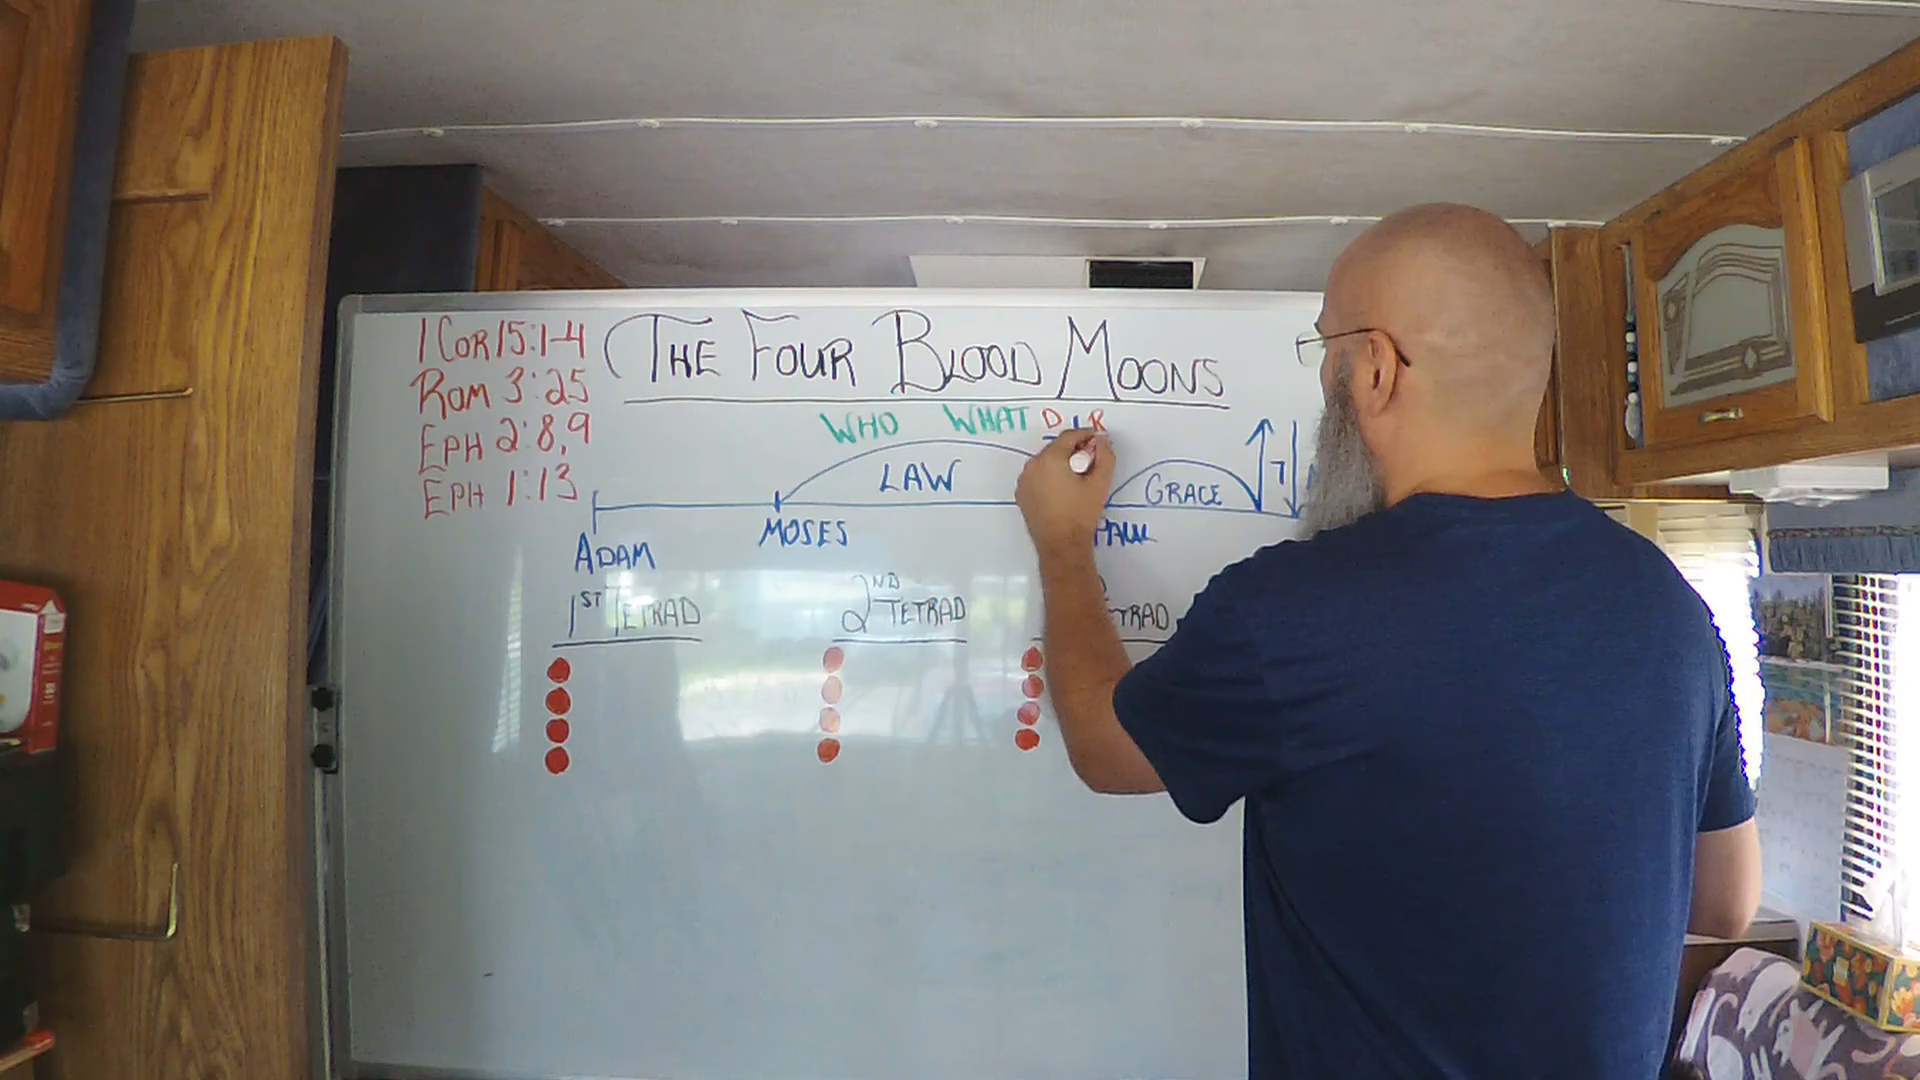 1 COR 15:1-4
ROM 3:25
EPH 2:8,9
EPH 1:13
THE FOUR BLOOD MOONS
WHO WHAT D R
LAW GRACE 7
ADAM MOSES PAUL
1ST TETRAD 2ND TETRAD TRAD